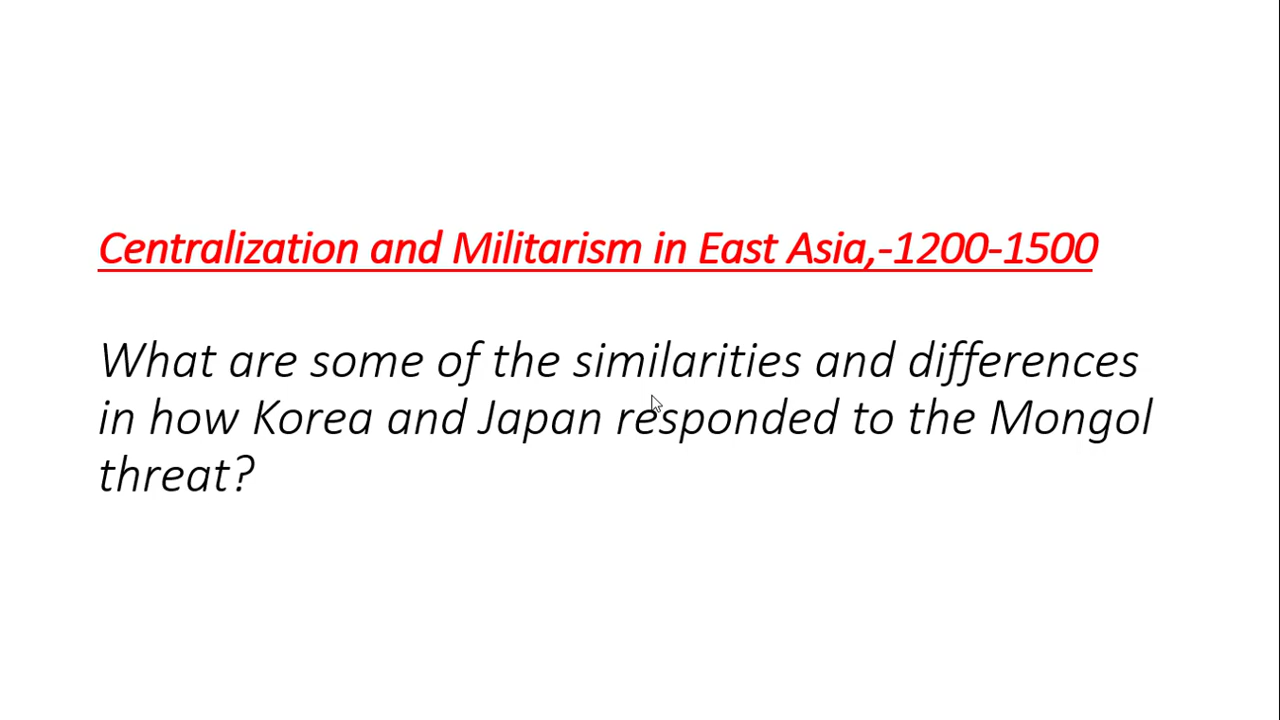 Centralization and Militarism in East Asia,-1200-1500
What are some of the similarities and differences
in how Korea and Japan responded to the Mongol
threat?